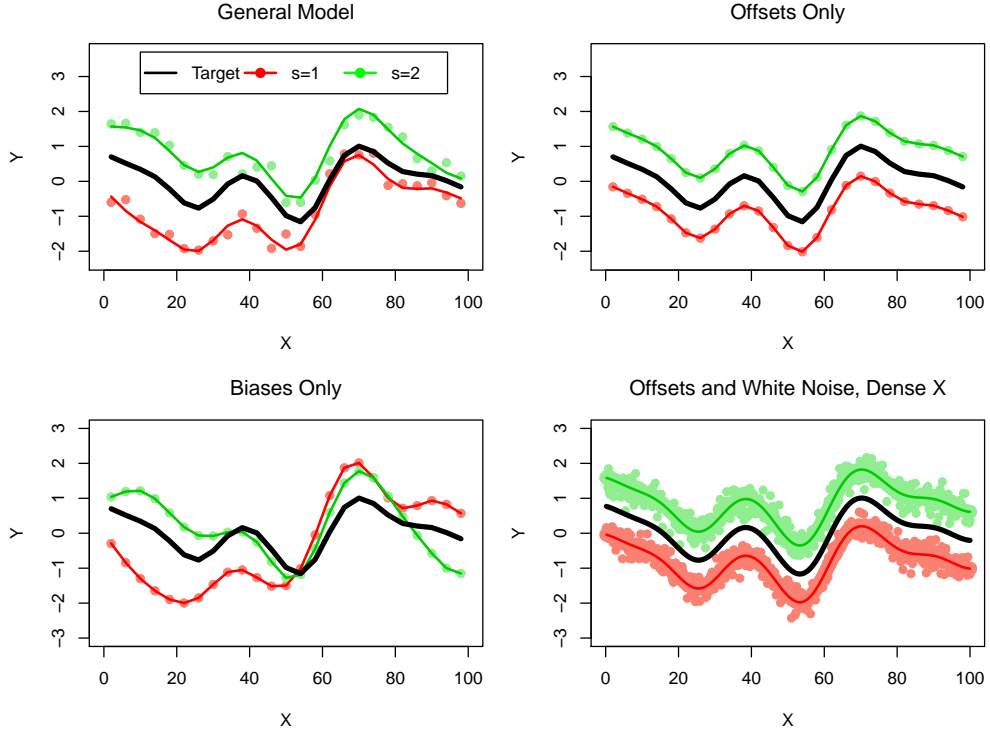 General Model
Offsets Only
Target s=1 s=2
3
2
1
0
−1
−2
Y
0 20 40 60 80 100
X
3
2
1
0
−1
−2
Y
0 20 40 60 80 100
X
Biases Only
Offsets and White Noise, Dense X
3
2
1
0
−1
−2
−3
Y
0 20 40 60 80 100
X
3
2
1
0
−1
−2
−3
Y
0 20 40 60 80 100
X